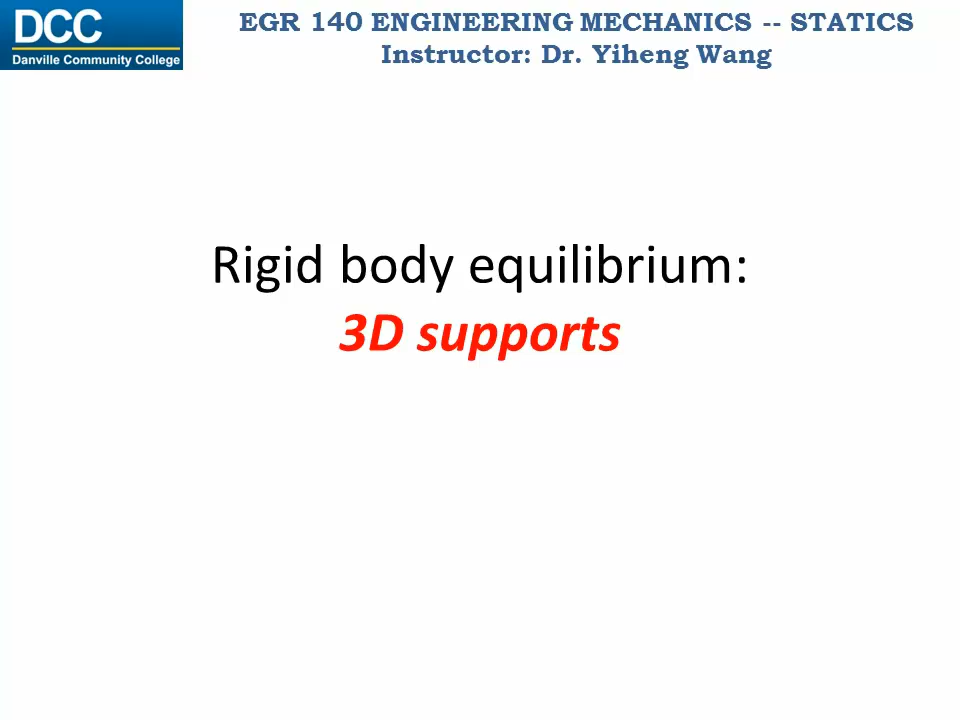 DCC
Danville Community College
EGR 140 ENGINEERING MECHANICS -- STATICS
Instructor: Dr. Yiheng Wang
Rigid body equilibrium:
3D supports